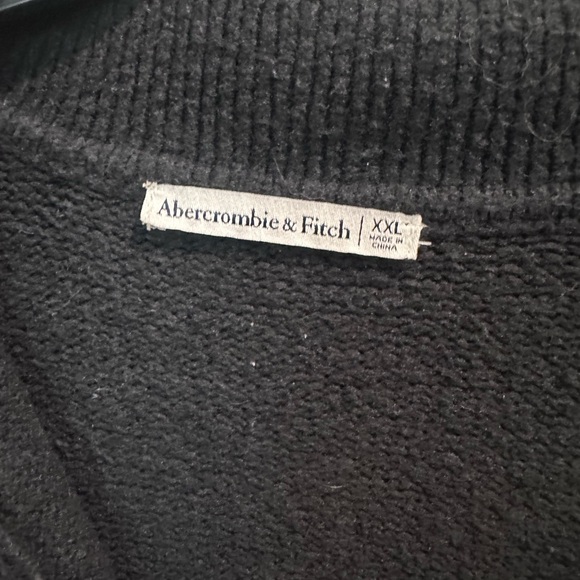 Abercrombie & Fitch | XXL
MADE IN
CHINA